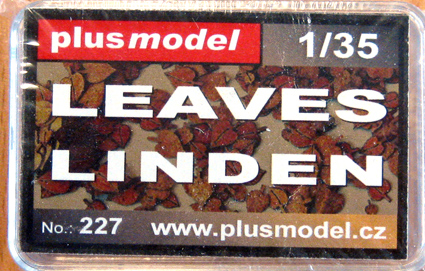 plusmodel 1/35
LEAVES
LINDEN
No.: 227 www.plusmodel.cz